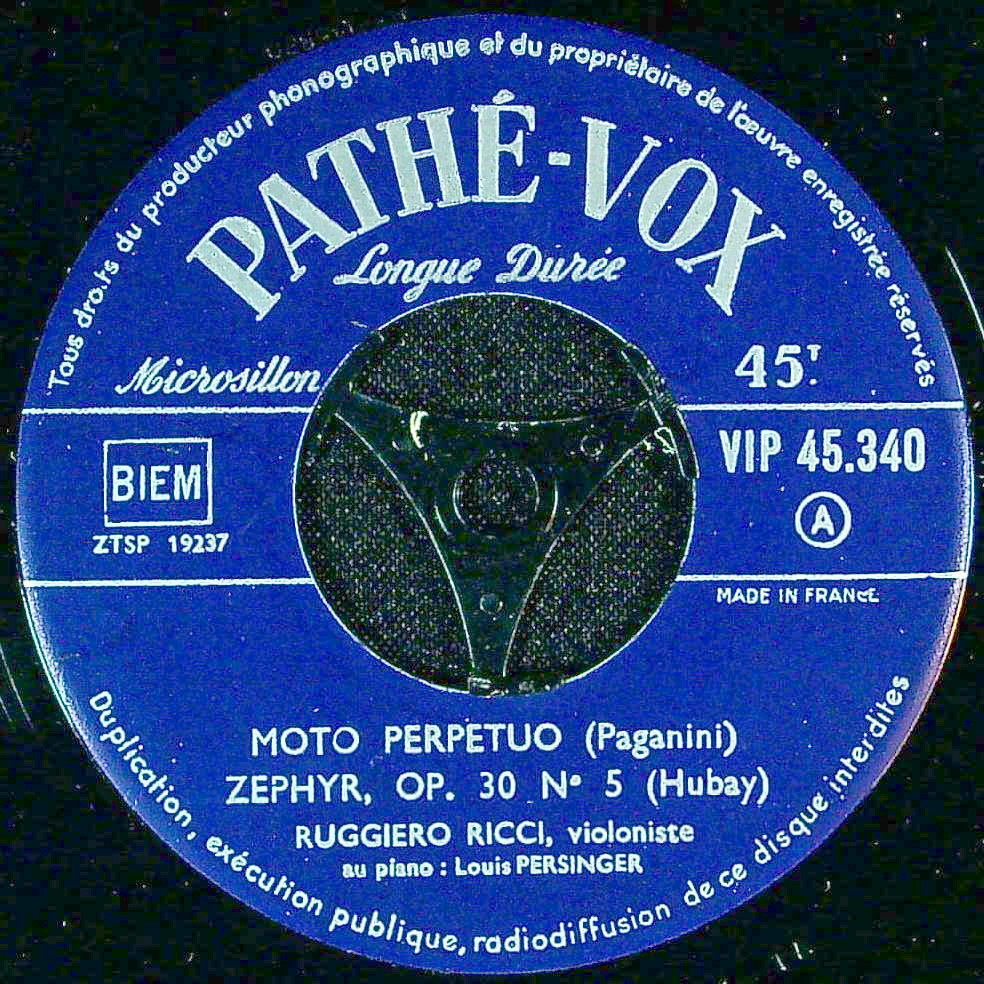 Tous droits du producteur phonographique et du propriétaire de l'œuvre enregistrée réservés
PATHÉ-VOX
Longue Durée
Microsillon
45T.
BIEM
ZTSP 19237
VIP 45.340
A
MADE IN FRANCE
MOTO PERPETUO (Paganini)
ZEPHYR, OP. 30 N° 5 (Hubay)
RUGGIERO RICCI, violoniste
au piano : Louis PERSINGER
Duplication, exécution publique, radiodiffusion de ce disque interdites